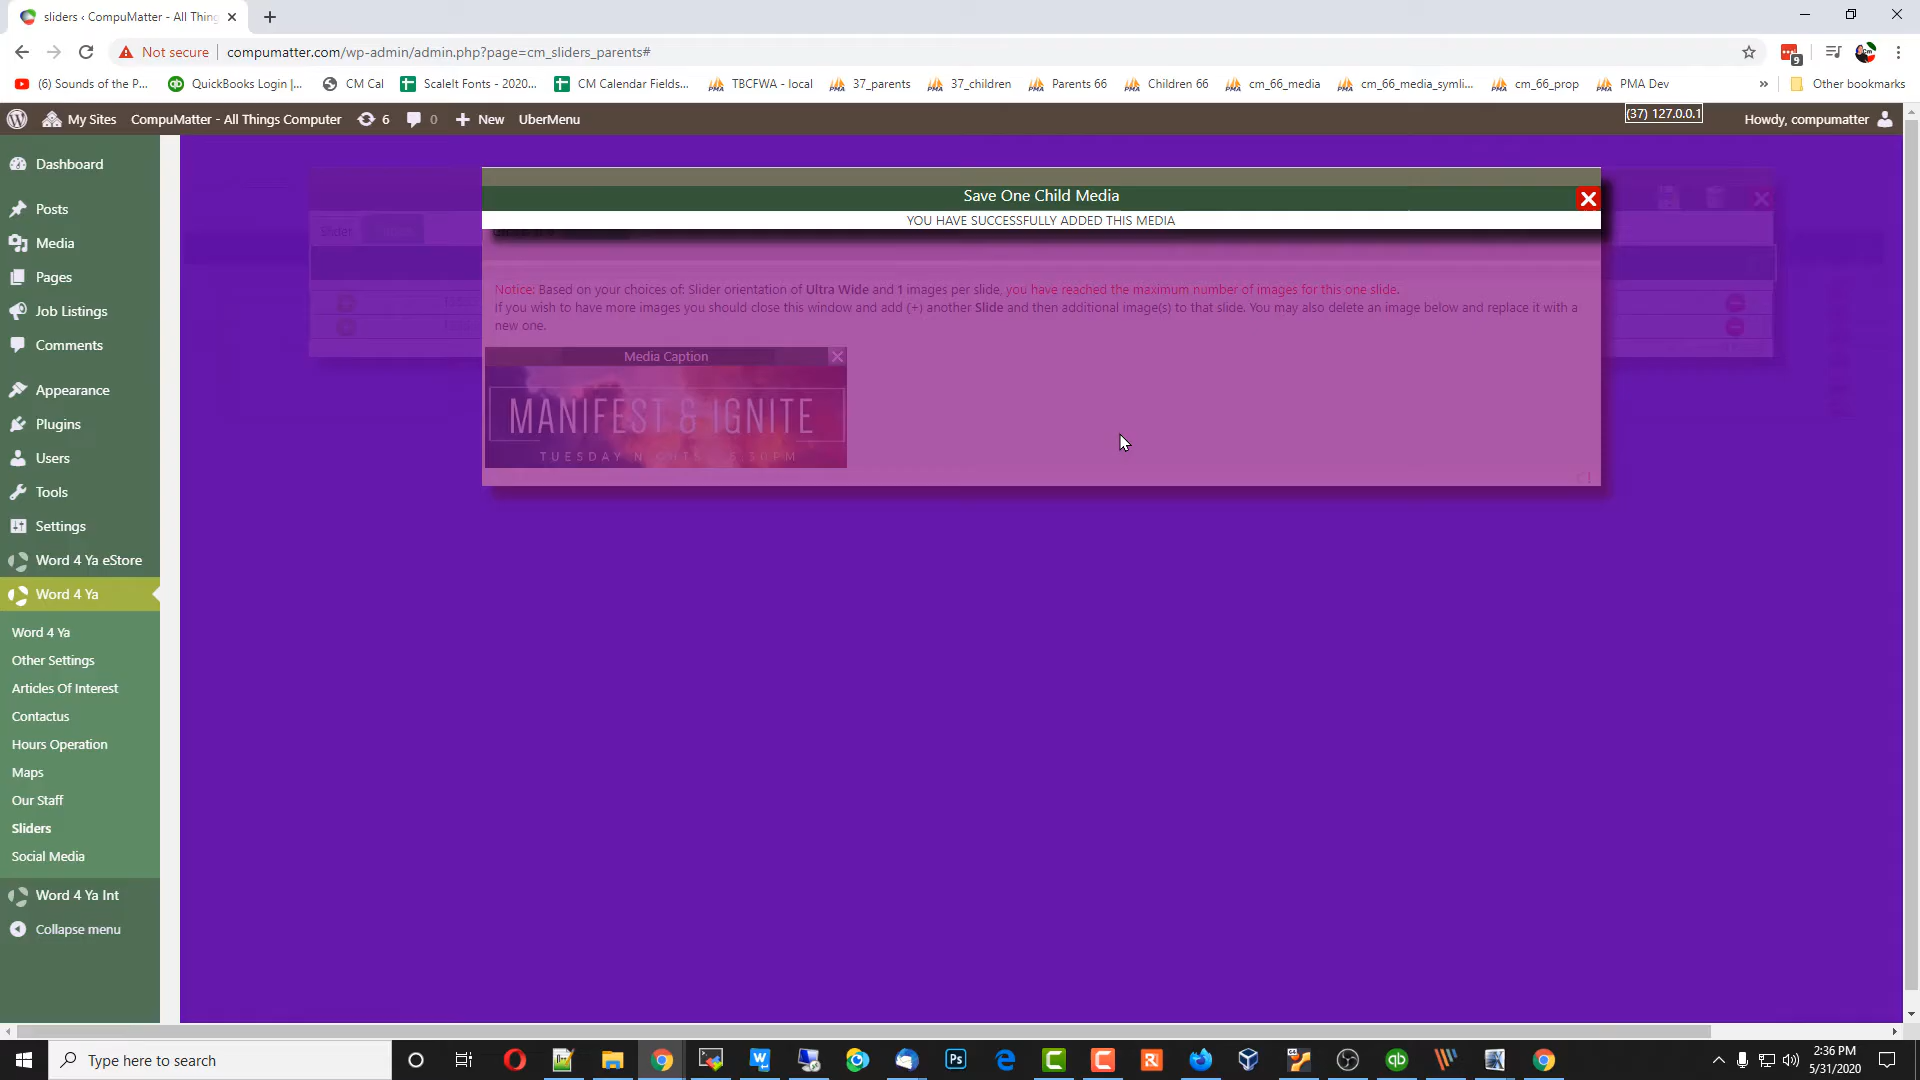 sliders ‹ CompuMatter - All Thing
Not secure
compumatter.com/wp-admin/admin.php?page=cm_sliders_parents#
9
(6) Sounds of the P...
QuickBooks Login |...
CM Cal
ScaleIt Fonts - 2020...
CM Calendar Fields...
TBCFWA - local
37_parents
37_children
Parents 66
Children 66
cm_66_media
cm_66_media_symli...
cm_66_prop
PMA Dev
»
Other bookmarks
My Sites
CompuMatter - All Things Computer
6
0
New
UberMenu
(37) 127.0.0.1
Howdy, compumatter
Dashboard
Posts
Media
Pages
Job Listings
Comments
Appearance
Plugins
Users
Tools
Settings
Word 4 Ya eStore
Word 4 Ya
Word 4 Ya
Other Settings
Articles Of Interest
Contactus
Hours Operation
Maps
Our Staff
Sliders
Social Media
Word 4 Ya Int
Collapse menu
Slider
Save One Child Media
YOU HAVE SUCCESSFULLY ADDED THIS MEDIA
Notice: Based on your choices of: Slider orientation of Ultra Wide and 1 images per slide, you have reached the maximum number of images for this one slide.
If you wish to have more images you should close this window and add (+) another Slide and then additional image(s) to that slide. You may also delete an image below and replace it with a
new one.
Media Caption
MANIFEST & IGNITE
TUESDAY NIGHTS 6:30PM
Type here to search
2:36 PM
5/31/2020